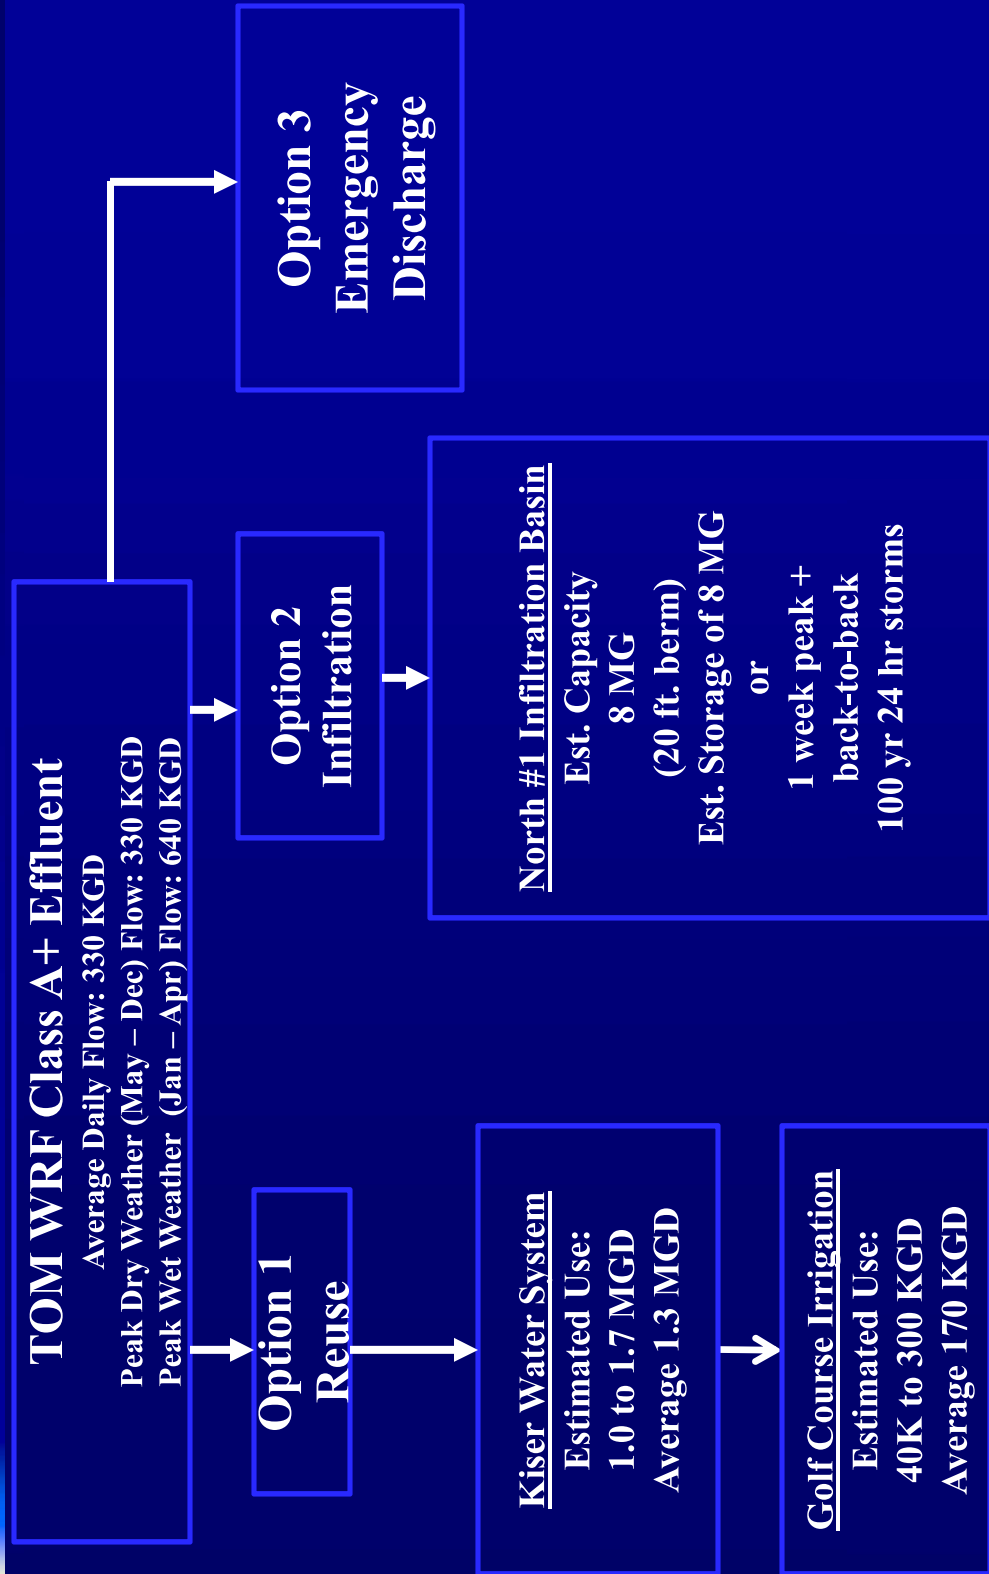 TOM WRF Class A+ Effluent
Average Daily Flow: 330 KGD
Peak Dry Weather (May – Dec) Flow: 330 KGD
Peak Wet Weather (Jan – Apr) Flow: 640 KGD
Option 1
Reuse
Kiser Water System
Estimated Use:
1.0 to 1.7 MGD
Average 1.3 MGD
Golf Course Irrigation
Estimated Use:
40K to 300 KGD
Average 170 KGD
Option 2
Infiltration
North #1 Infiltration Basin
Est. Capacity
8 MG
(20 ft. berm)
Est. Storage of 8 MG
or
1 week peak +
back-to-back
100 yr 24 hr storms
Option 3
Emergency
Discharge